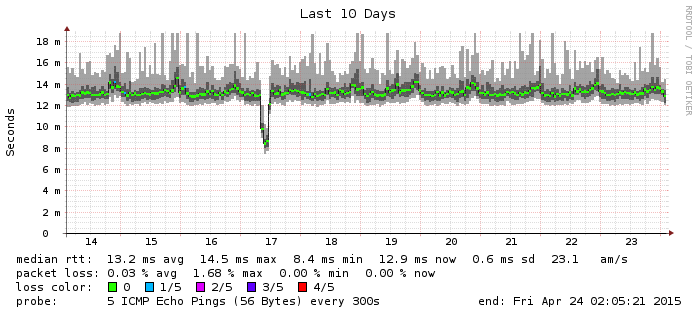 Last 10 Days
RRDTOOL / TOBI OETIKER
Seconds
18 m
16 m
14 m
12 m
10 m
8 m
6 m
4 m
2 m
0
14 15 16 17 18 19 20 21 22 23
median rtt: 13.2 ms avg 14.5 ms max 8.4 ms min 12.9 ms now 0.6 ms sd 23.1 am/s
packet loss: 0.03 % avg 1.68 % max 0.00 % min 0.00 % now
loss color: 0 1/5 2/5 3/5 4/5
probe: 5 ICMP Echo Pings (56 Bytes) every 300s end: Fri Apr 24 02:05:21 2015